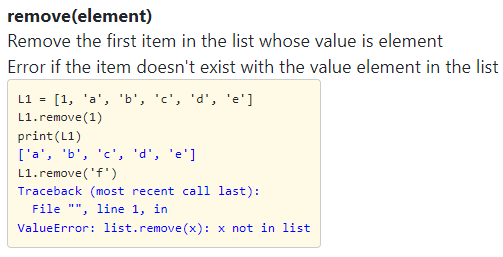 remove(element)
Remove the first item in the list whose value is element
Error if the item doesn't exist with the value element in the list
L1 = [1, 'a', 'b', 'c', 'd', 'e']
L1.remove(1)
print(L1)
['a', 'b', 'c', 'd', 'e']
L1.remove('f')
Traceback (most recent call last):
  File "", line 1, in
ValueError: list.remove(x): x not in list